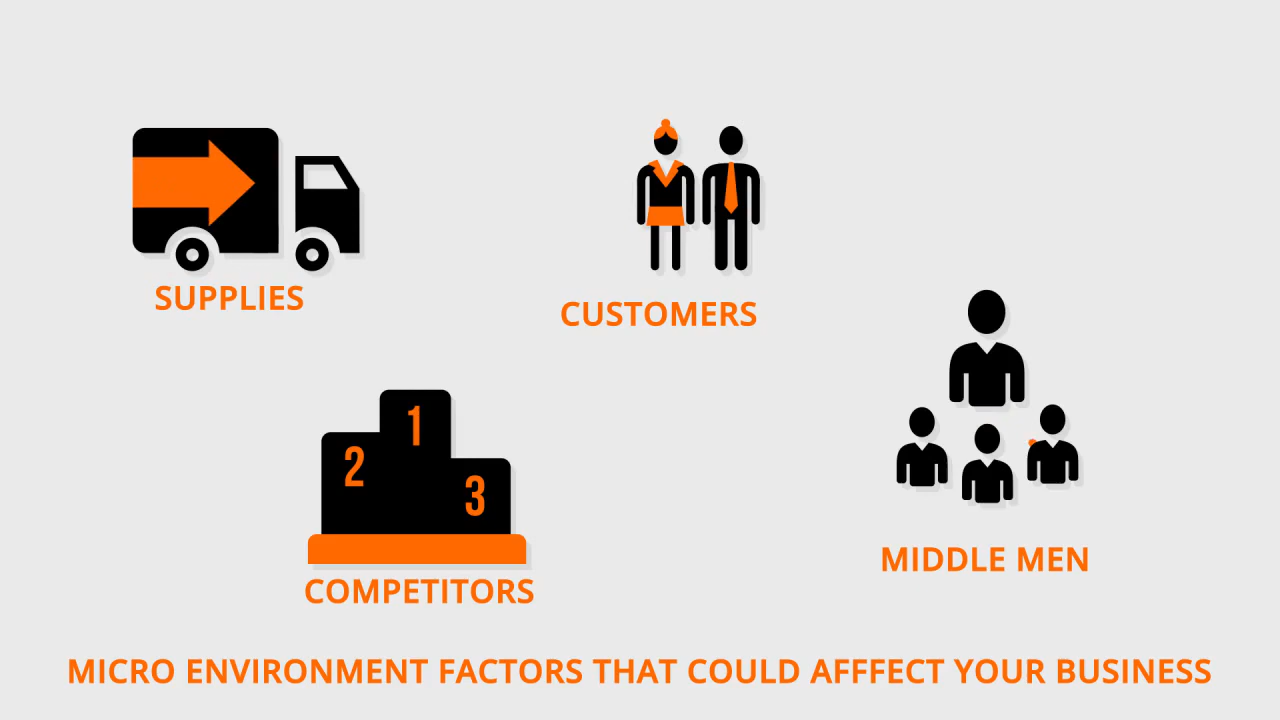 SUPPLIES
CUSTOMERS
1
2
3
COMPETITORS
MIDDLE MEN
MICRO ENVIRONMENT FACTORS THAT COULD AFFFECT YOUR BUSINESS